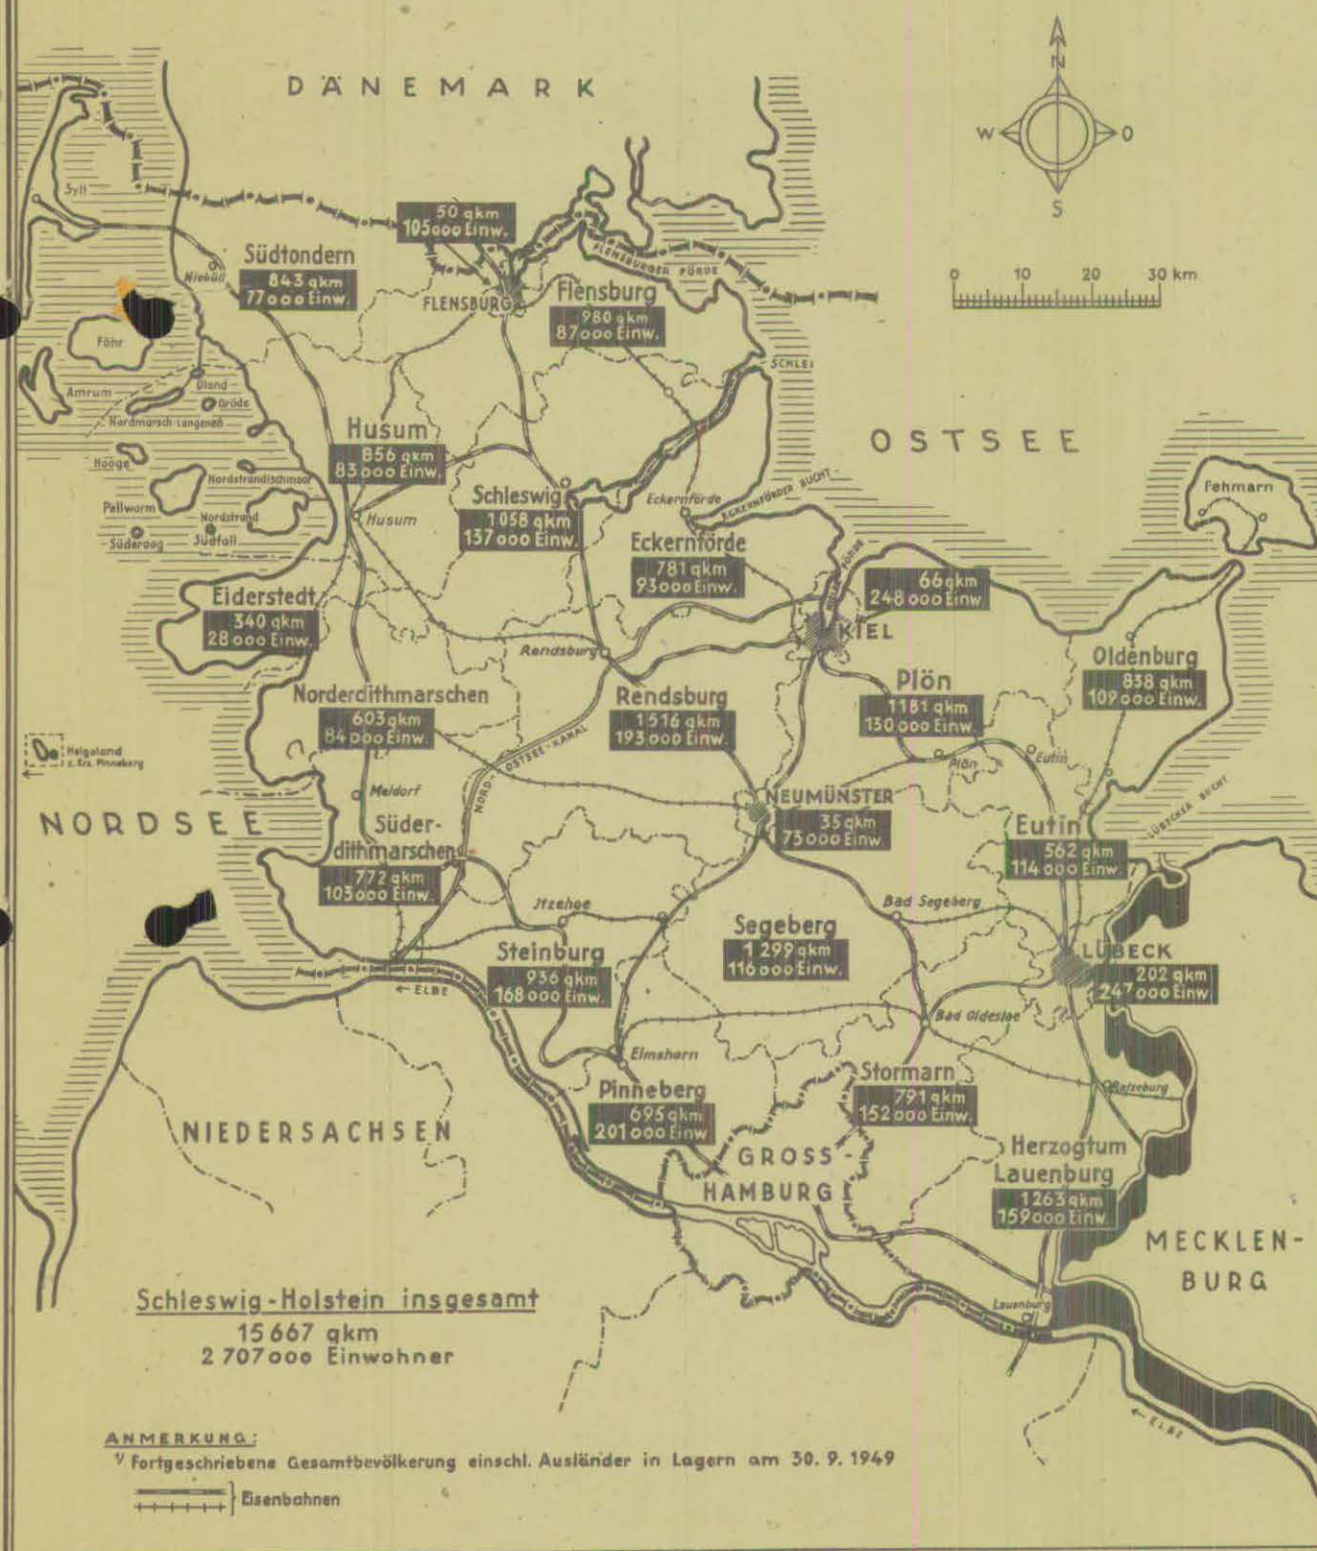 DÄNEMARK
N
W
O
S
0 10 20 30 km
Sylt
50 qkm
105000 Einw.
Südtondern
843 qkm
77000 Einw.
Niebüll
FLENSBURG
FLENSBURGER FÖRDE
Flensburg
980 qkm
87000 Einw.
Föhr
Amrum
Oland
Gröde
Nordmarsch-Langeneß
SCHLEI
Husum
856 qkm
83000 Einw.
OSTSEE
Hooge
Nordstrandischmoor
Pellworm
Nordstrand
Süderoog
Südfall
Husum
Schleswig
1058 qkm
137000 Einw.
Eckernförde
ECKERNFÖRDER BUCHT
Fehmarn
Eckernförde
781 qkm
93000 Einw.
FÖRDE
66 qkm
248000 Einw
KIEL
Eiderstedt
340 qkm
28000 Einw.
Rendsburg
Oldenburg
838 qkm
109000 Einw.
Norderdithmarschen
603 qkm
84000 Einw.
Rendsburg
1516 qkm
193000 Einw.
Plön
1181 qkm
130000 Einw.
Helgoland
z. Krs. Pinneberg
NORD-OSTSEE-KANAL
Plön
Eutin
Meldorf
NORDSEE
NEUMÜNSTER
35 qkm
73000 Einw.
LÜBECKER BUCHT
Süder-
dithmarschen
772 qkm
103000 Einw.
Eutin
562 qkm
114000 Einw.
Itzehoe
Bad Segeberg
Segeberg
1299 qkm
116000 Einw.
Steinburg
936 qkm
168000 Einw.
LÜBECK
202 qkm
247000 Einw
← ELBE
Bad Oldesloe
Elmshorn
Pinneberg
695 qkm
201000 Einw
Stormarn
791 qkm
152000 Einw.
Ratzeburg
NIEDERSACHSEN
GROSS-
HAMBURG
Herzogtum
Lauenburg
1263 qkm
159000 Einw
MECKLEN-
BURG
Lauenburg
Schleswig-Holstein insgesamt
15667 qkm
2707000 Einwohner
← ELBE
ANMERKUNG:
1/ Fortgeschriebene Gesamtbevölkerung einschl. Ausländer in Lagern am 30. 9. 1949
Eisenbahnen